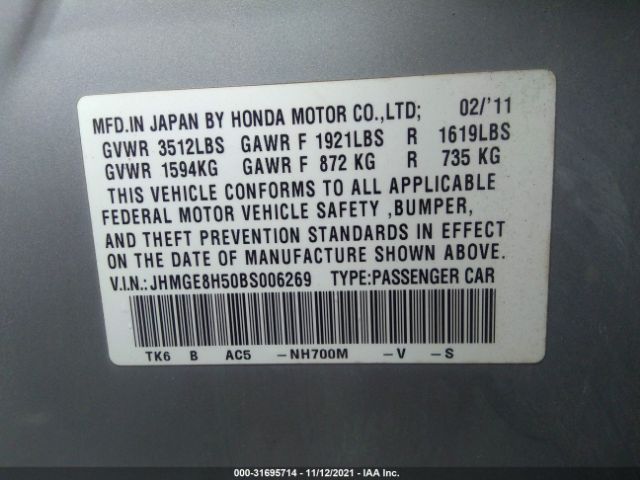 MFD.IN JAPAN BY HONDA MOTOR CO.,LTD; 02/'11
GVWR 3512LBS GAWR F 1921LBS R 1619LBS
GVWR 1594KG GAWR F 872 KG R 735 KG
THIS VEHICLE CONFORMS TO ALL APPLICABLE
FEDERAL MOTOR VEHICLE SAFETY ,BUMPER,
AND THEFT PREVENTION STANDARDS IN EFFECT
ON THE DATE OF MANUFACTURE SHOWN ABOVE.
V.I.N.:JHMGE8H50BS006269 TYPE:PASSENGER CAR
TK6 B AC5 -NH700M -V -S
000-31695714 - 11/12/2021 - IAA Inc.